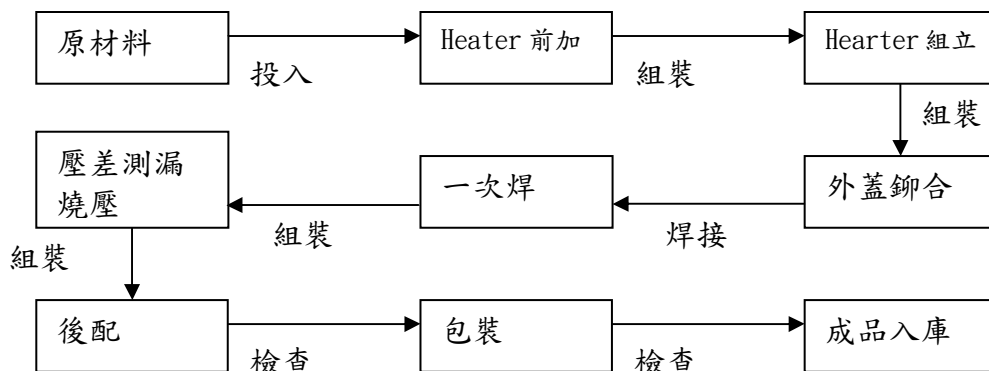 原材料
投入
Heater 前加
組裝
Hearter 組立
組裝
外蓋鉚合
焊接
一次焊
組裝
壓差測漏
燒壓
組裝
後配
檢查
包裝
檢查
成品入庫